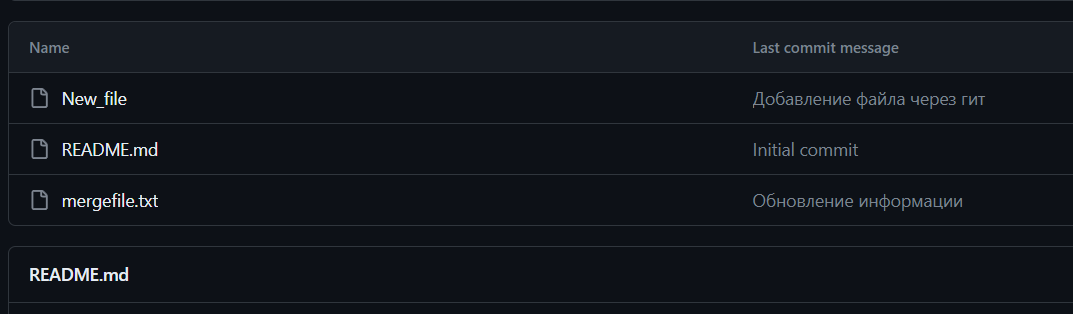 Name Last commit message
New_file Добавление файла через гит
README.md Initial commit
mergefile.txt Обновление информации
README.md